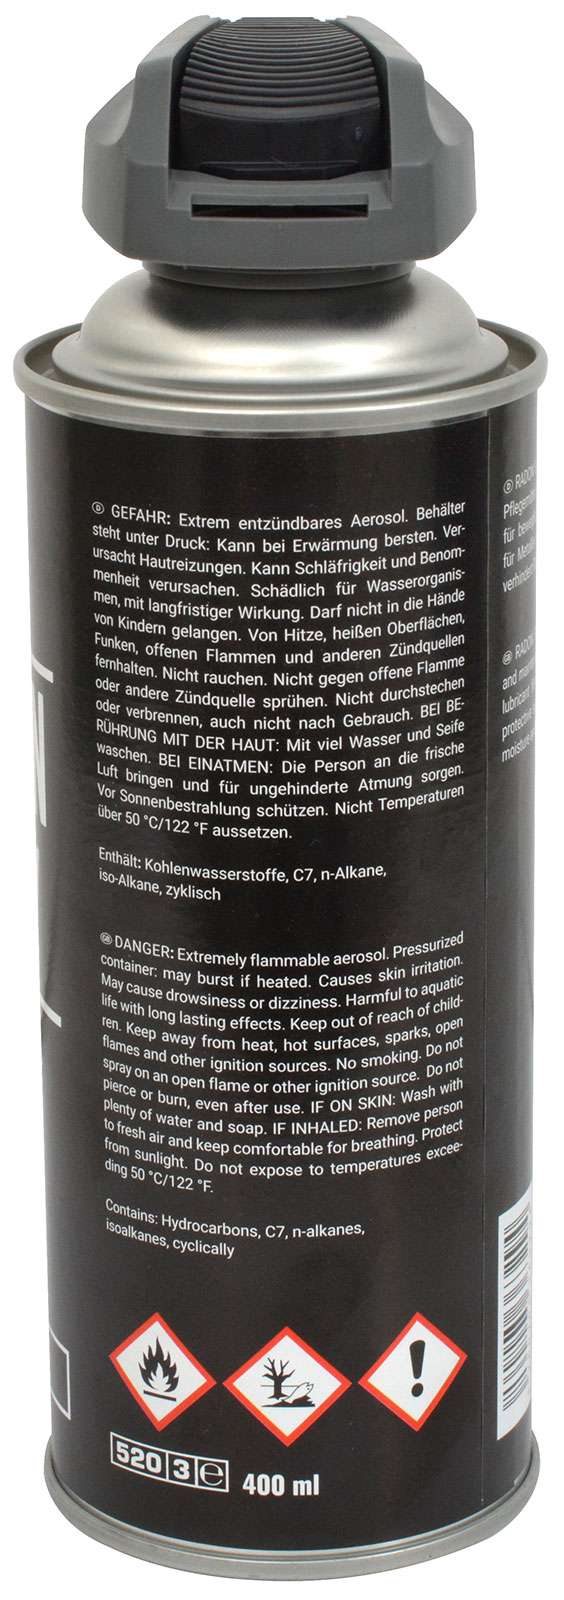 D GEFAHR: Extrem entzündbares Aerosol. Behälter
steht unter Druck: Kann bei Erwärmung bersten. Ver-
ursacht Hautreizungen. Kann Schläfrigkeit und Benom-
menheit verursachen. Schädlich für Wasserorganis-
men, mit langfristiger Wirkung. Darf nicht in die Hände
von Kindern gelangen. Von Hitze, heißen Oberflächen,
Funken, offenen Flammen und anderen Zündquellen
fernhalten. Nicht rauchen. Nicht gegen offene Flamme
oder andere Zündquelle sprühen. Nicht durchstechen
oder verbrennen, auch nicht nach Gebrauch. BEI BE-
RÜHRUNG MIT DER HAUT: Mit viel Wasser und Seife
waschen. BEI EINATMEN: Die Person an die frische
Luft bringen und für ungehinderte Atmung sorgen.
Vor Sonnenbestrahlung schützen. Nicht Temperaturen
über 50 °C/122 °F aussetzen.
Enthält: Kohlenwasserstoffe, C7, n-Alkane,
iso-Alkane, zyklisch
GB DANGER: Extremely flammable aerosol. Pressurized
container: may burst if heated. Causes skin irritation.
May cause drowsiness or dizziness. Harmful to aquatic
life with long lasting effects. Keep out of reach of child-
ren. Keep away from heat, hot surfaces, sparks, open
flames and other ignition sources. No smoking. Do not
spray on an open flame or other ignition source. Do not
pierce or burn, even after use. IF ON SKIN: Wash with
plenty of water and soap. IF INHALED: Remove person
to fresh air and keep comfortable for breathing. Protect
from sunlight. Do not expose to temperatures excee-
ding 50 °C/122 °F.
Contains: Hydrocarbons, C7, n-alkanes,
isoalkanes, cyclically
520 3 e 400 ml
D RADON
für
für
GB RADON
and
lubricant
moisture